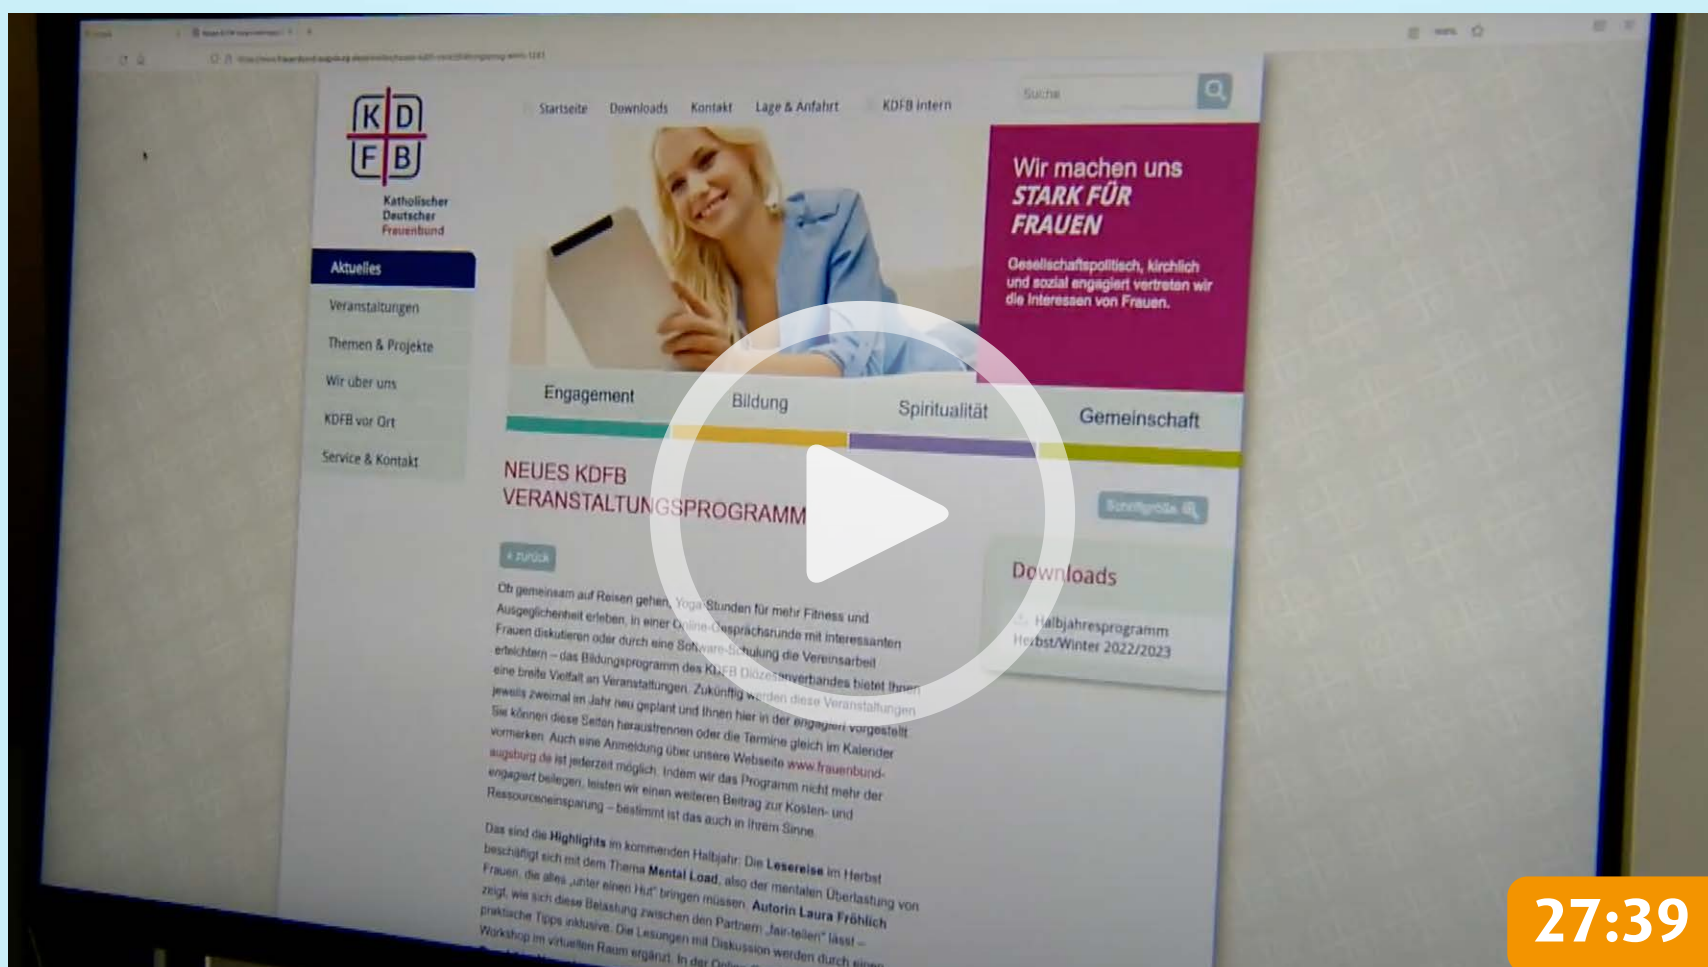 Startseite Downloads Kontakt Lage & Anfahrt KDFB intern
Suche
K D
F B
Katholischer
Deutscher
Frauenbund
Aktuelles
Veranstaltungen
Themen & Projekte
Wir über uns
KDFB vor Ort
Service & Kontakt
Wir machen uns
STARK FÜR
FRAUEN
Gesellschaftspolitisch, kirchlich
und sozial engagiert vertreten wir
die Interessen von Frauen.
Engagement Bildung Spiritualität Gemeinschaft
NEUES KDFB
VERANSTALTUNGSPROGRAMM
Schriftgröße
zurück
Ob gemeinsam auf Reisen gehen, Yoga-Stunden für mehr Fitness und
Ausgeglichenheit erleben, in einer Online-Gesprächsrunde mit interessanten
Frauen diskutieren oder durch eine Software-Schulung die Vereinsarbeit
erleichtern – das Bildungsprogramm des KDFB Diözesanverbandes bietet Ihnen
eine breite Vielfalt an Veranstaltungen. Zukünftig werden diese Veranstaltungen
jeweils zweimal im Jahr neu geplant und Ihnen hier in der engagiert vorgestellt.
Sie können diese Seiten heraustrennen oder die Termine gleich im Kalender
vormerken. Auch eine Anmeldung über unsere Webseite www.frauenbund-
augsburg.de ist jederzeit möglich. Indem wir das Programm nicht mehr der
engagiert beilegen, leisten wir einen weiteren Beitrag zur Kosten- und
Ressourceneinsparung – bestimmt ist das auch in Ihrem Sinne.
Das sind die Highlights im kommenden Halbjahr: Die Lesereise im Herbst
beschäftigt sich mit dem Thema Mental Load, also der mentalen Überlastung von
Frauen, die alles „unter einen Hut“ bringen müssen. Autorin Laura Fröhlich
zeigt, wie sich diese Belastung zwischen den Partnern „fair-teilen“ lässt –
praktische Tipps inklusive. Die Lesungen mit Diskussion werden durch einen
Workshop im virtuellen Raum ergänzt. In der
Downloads
Halbjahresprogramm
Herbst/Winter 2022/2023
27:39